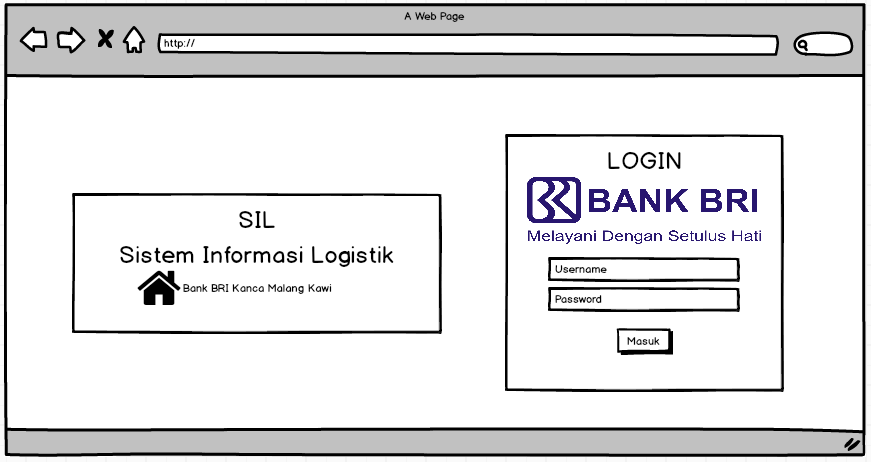 A Web Page
http://
SIL
Sistem Informasi Logistik
Bank BRI Kanca Malang Kawi
LOGIN
BANK BRI
Melayani Dengan Setulus Hati
Username
Password
Masuk